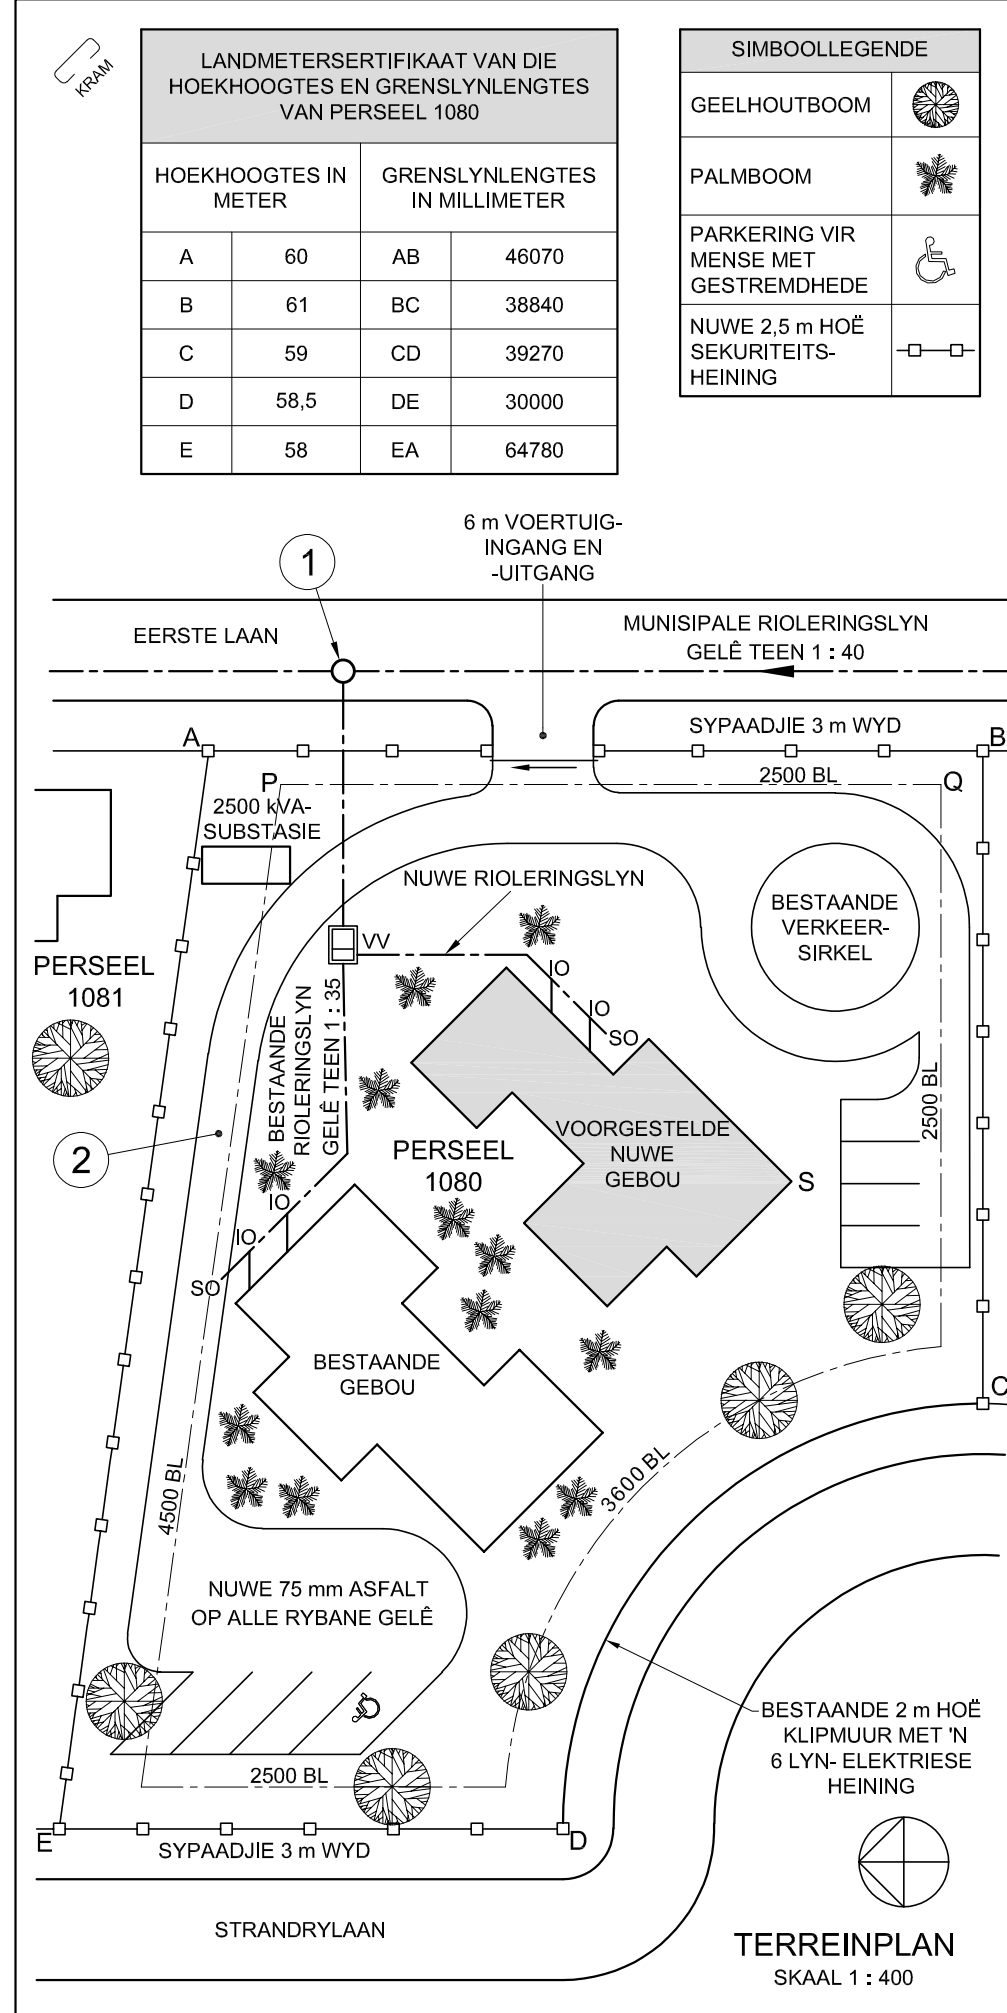 KRAM
LANDMETERSERTIFIKAAT VAN DIE
HOEKHOOGTES EN GRENSLYNLENGTES
VAN PERSEEL 1080
HOEKHOOGTES IN
METER
GRENSLYNLENGTES
IN MILLIMETER
A 60 AB 46070
B 61 BC 38840
C 59 CD 39270
D 58,5 DE 30000
E 58 EA 64780
SIMBOOLLEGENDE
GEELHOUTBOOM
PALMBOOM
PARKERING VIR
MENSE MET
GESTREMDHEDE
NUWE 2,5 m HOË
SEKURITEITS-
HEINING
6 m VOERTUIG-
INGANG EN
-UITGANG
1
EERSTE LAAN
MUNISIPALE RIOLERINGSLYN
GELÊ TEEN 1 : 40
SYPAADJIE 3 m WYD
A
B
P
2500 BL
Q
2500 kVA-
SUBSTASIE
NUWE RIOLERINGSLYN
BESTAANDE
VERKEER-
SIRKEL
VV
PERSEEL
1081
IO
IO
SO
BESTAANDE
RIOLERINGSLYN
GELÊ TEEN 1 : 35
2500 BL
2
VOORGESTELDE
NUWE
GEBOU
PERSEEL
1080
S
IO
IO
SO
BESTAANDE
GEBOU
C
4500 BL
3600 BL
NUWE 75 mm ASFALT
OP ALLE RYBANE GELÊ
BESTAANDE 2 m HOË
KLIPMUUR MET 'N
6 LYN- ELEKTRIESE
HEINING
2500 BL
E
D
SYPAADJIE 3 m WYD
STRANDRYLAAN
TERREINPLAN
SKAAL 1 : 400